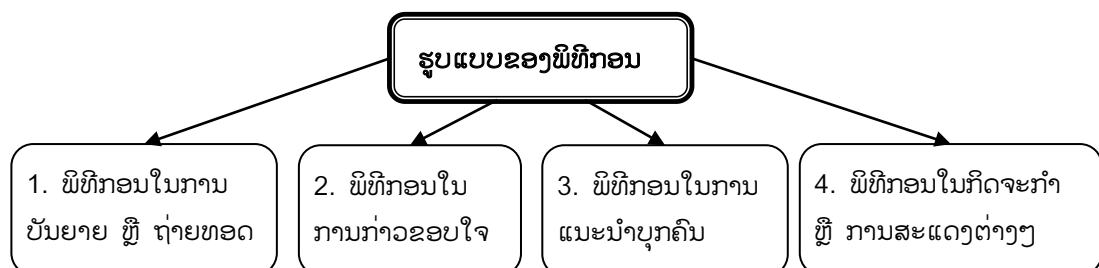 ຮູບແບບຂອງພິທີກອນ
1. ພິທີກອນໃນການ
ບັນຍາຍ ຫຼື ຖ່າຍທອດ
2. ພິທີກອນໃນ
ການກ່າວຂອບໃຈ
3. ພິທີກອນໃນການ
ແນະນຳບຸກຄົນ
4. ພິທີກອນໃນກິດຈະກຳ
ຫຼື ການສະແດງຕ່າງໆ